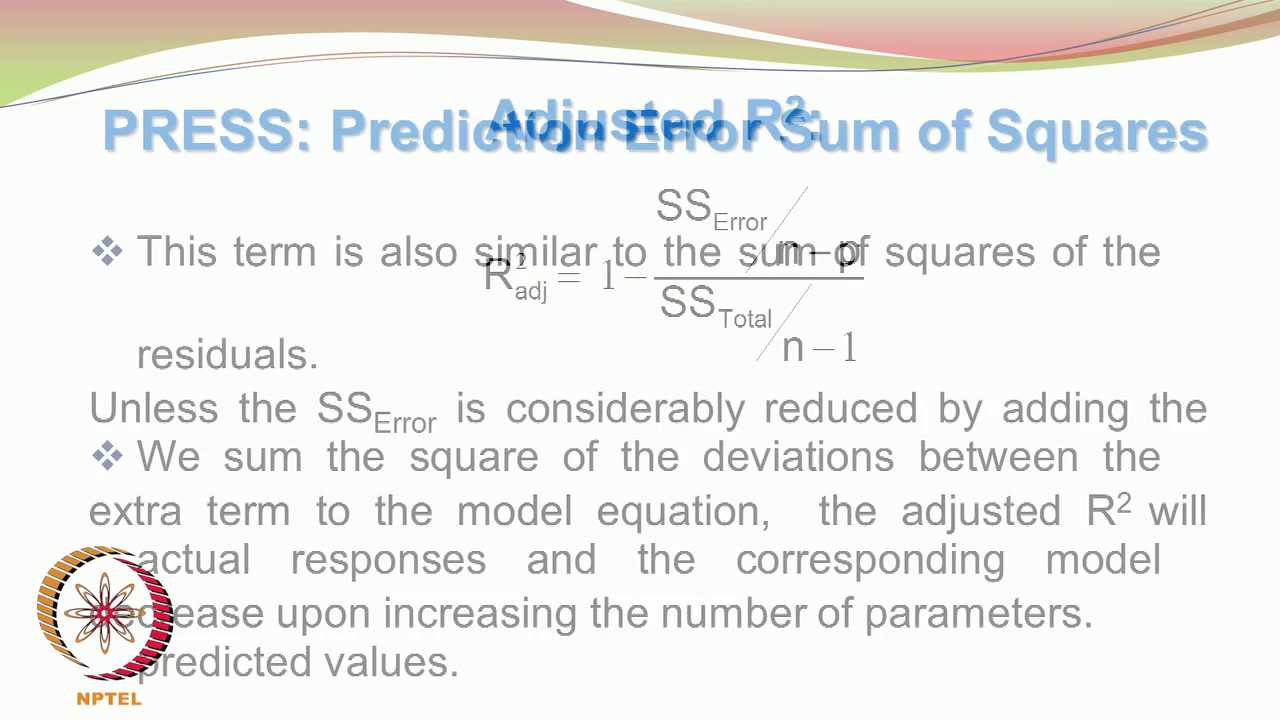 Adjusted R²:
PRESS: Prediction Error Sum of Squares
R²adj = 1 − (SSError / n − p) / (SSTotal / n − 1)
❖ This term is also similar to the sum of squares of the
residuals.
Unless the SSError is considerably reduced by adding the
❖ We sum the square of the deviations between the
extra term to the model equation, the adjusted R² will
actual responses and the corresponding model
decrease upon increasing the number of parameters.
predicted values.
NPTEL